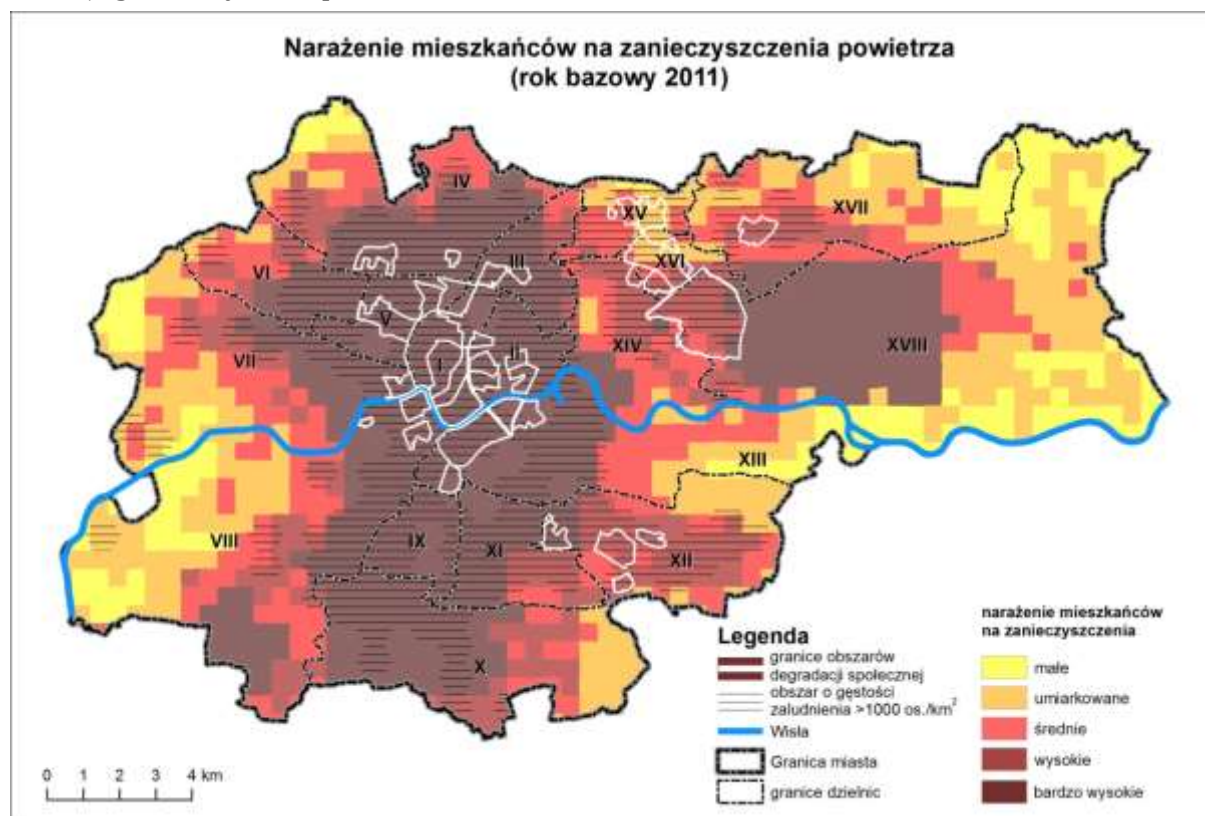 Narażenie mieszkańców na zanieczyszczenia powietrza
(rok bazowy 2011)
IV
XV
XVII
III
XVI
VI
V
II
XIV
XVIII
VII
I
XIII
VIII
IX
XI
XII
X
Legenda
granice obszarów
degradacji społecznej
obszar o gęstości
zaludnienia >1000 os./km²
Wisła
Granica miasta
granice dzielnic
narażenie mieszkańców
na zanieczyszczenia
małe
umiarkowane
średnie
wysokie
bardzo wysokie
0 1 2 3 4 km